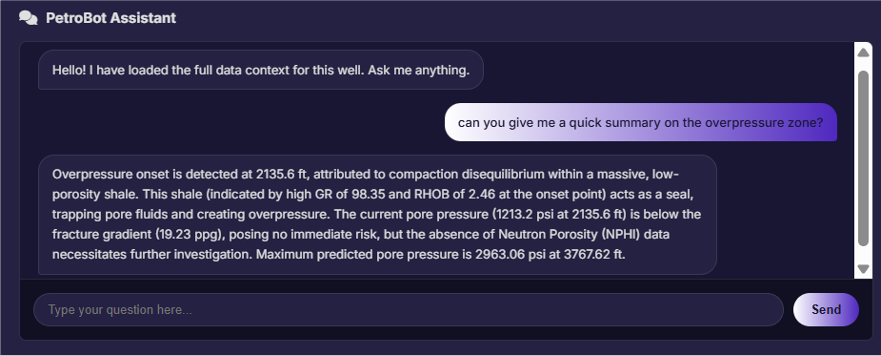 PetroBot Assistant
Hello! I have loaded the full data context for this well. Ask me anything.
can you give me a quick summary on the overpressure zone?
Overpressure onset is detected at 2135.6 ft, attributed to compaction disequilibrium within a massive, low-
porosity shale. This shale (indicated by high GR of 98.35 and RHOB of 2.46 at the onset point) acts as a seal,
trapping pore fluids and creating overpressure. The current pore pressure (1213.2 psi at 2135.6 ft) is below the
fracture gradient (19.23 ppg), posing no immediate risk, but the absence of Neutron Porosity (NPHI) data
necessitates further investigation. Maximum predicted pore pressure is 2963.06 psi at 3767.62 ft.
Type your question here...
Send